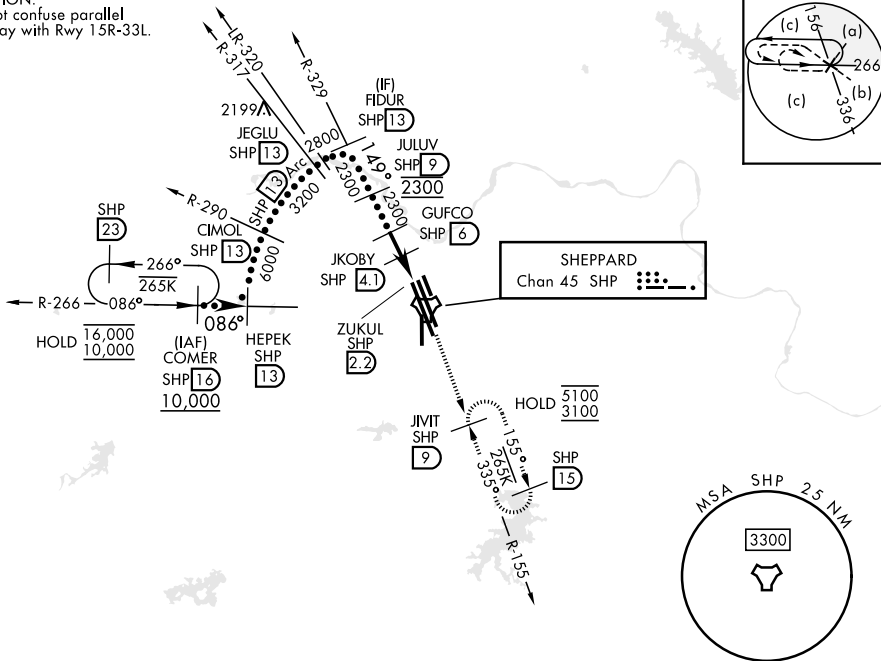 ay with Rwy 15R-33L.
ot confuse parallel
LR-320
R-317
R-329
2199
(IF)
FIDUR
SHP 13
JEGLU
SHP 13
2800
149°
JULUV
SHP 9
2300
SHP 13 Arc
3200
2300
2300
GUFCO
SHP 6
R-290
CIMOL
SHP 13
6000
SHP
23
266°
265K
R-266
086°
086°
HOLD 16,000
10,000
(IAF)
COMER
SHP 16
10,000
HEPEK
SHP
13
JKOBY
SHP 4.1
ZUKUL
SHP
2.2
SHEPPARD
Chan 45 SHP
HOLD 5100
3100
JIVIT
SHP
9
155°
265K
335°
SHP
15
R-155
(c)
156
(a)
266
(b)
(c)
336
MSA SHP 25 NM
3300